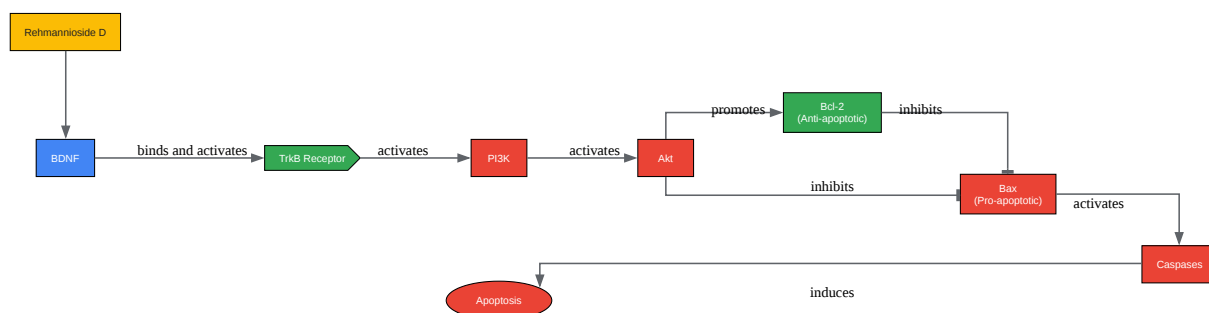 Rehmannioside D
BDNF
binds and activates
TrkB Receptor
activates
PI3K
activates
Akt
promotes
Bcl-2
(Anti-apoptotic)
inhibits
inhibits
Bax
(Pro-apoptotic)
activates
Caspases
induces
Apoptosis